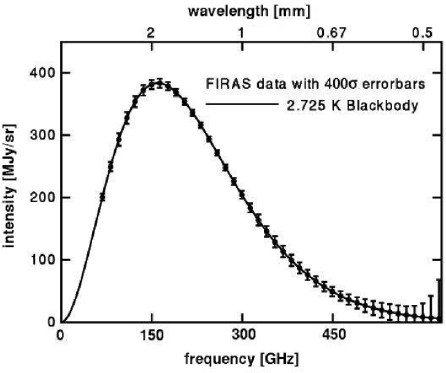 wavelength [mm]
2 1 0.67 0.5
400
FIRAS data with 400σ errorbars
2.725 K Blackbody
300
200
100
0
0 150 300 450
intensity [MJy/sr]
frequency [GHz]